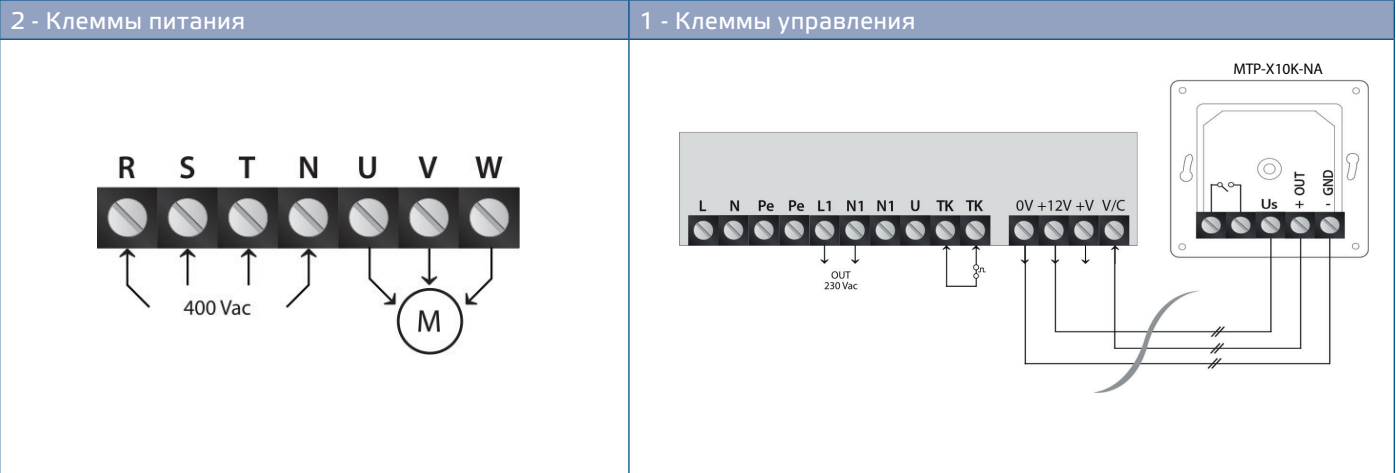 2 - Клеммы питания
R S T N U V W
400 Vac
M
1 - Клеммы управления
MTP-X10K-NA
Us + OUT - GND
L N Pe Pe L1 N1 N1 U TK TK 0V +12V +V V/C
OUT
230 Vac